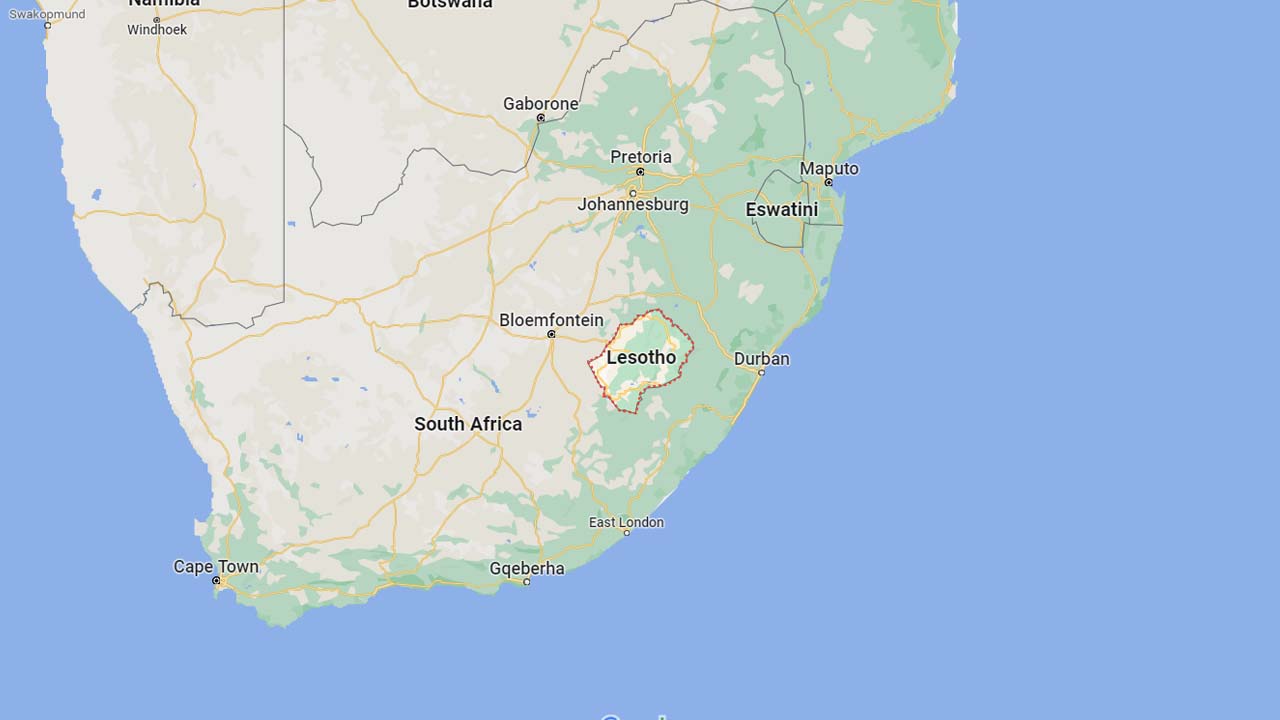 Namibia
Botswana
Swakopmund
Windhoek
Gaborone
Pretoria
Maputo
Johannesburg
Eswatini
Bloemfontein
Lesotho
Durban
South Africa
East London
Cape Town
Gqeberha